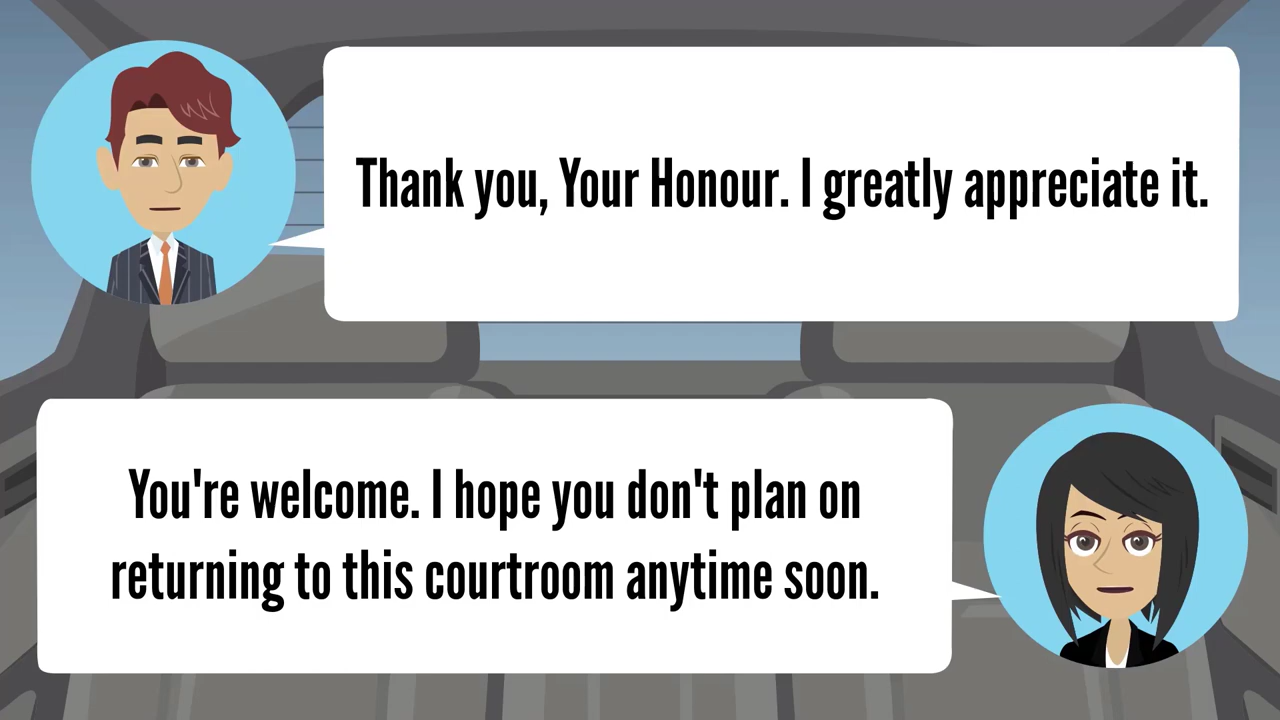 Thank you, Your Honour. I greatly appreciate it.
You're welcome. I hope you don't plan on
returning to this courtroom anytime soon.